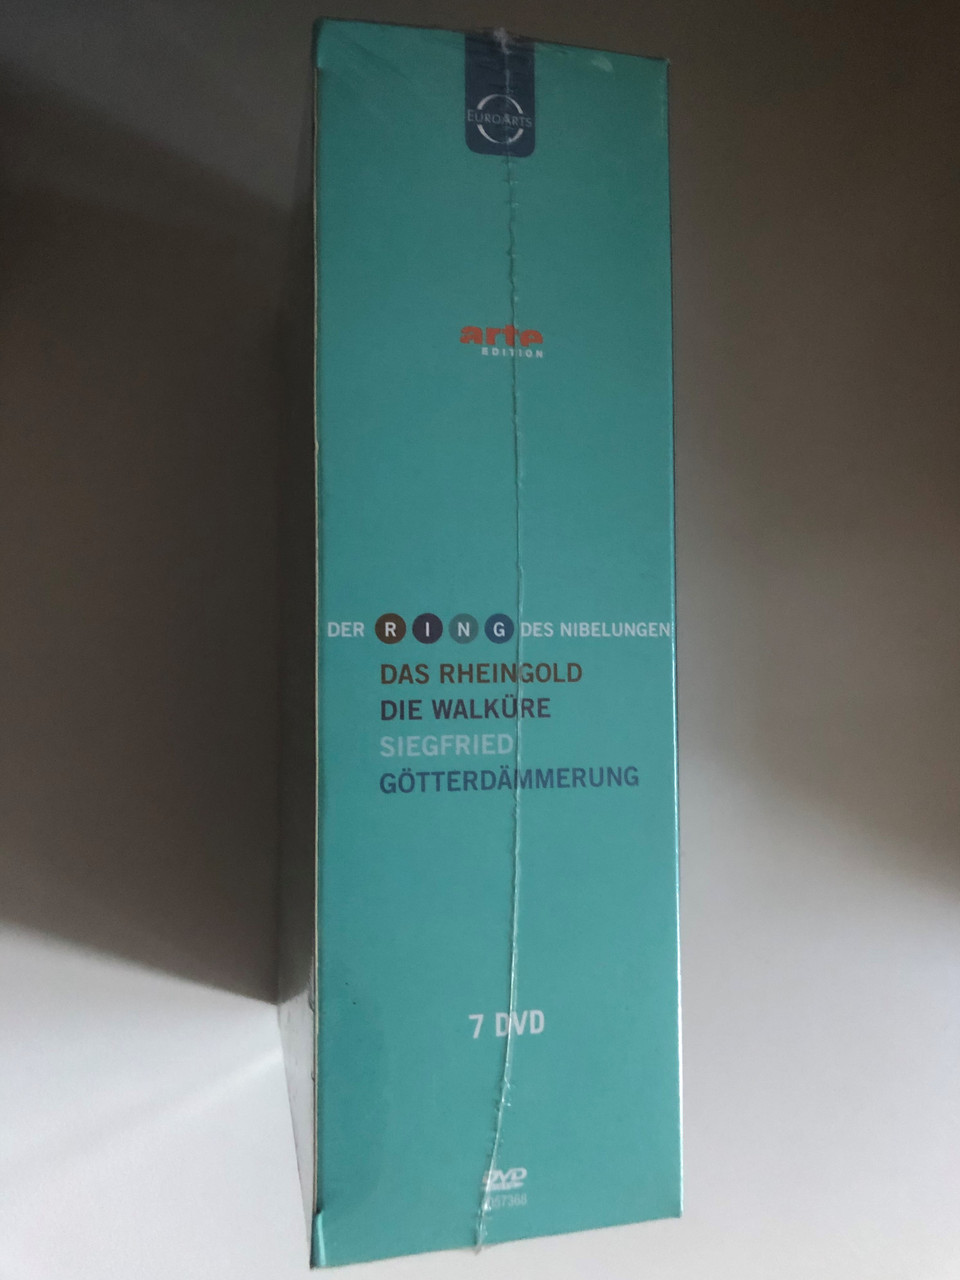 EUROARTS
arte
EDITION
DER RING DES NIBELUNGEN
DAS RHEINGOLD
DIE WALKÜRE
SIEGFRIED
GÖTTERDÄMMERUNG
7 DVD
DVD